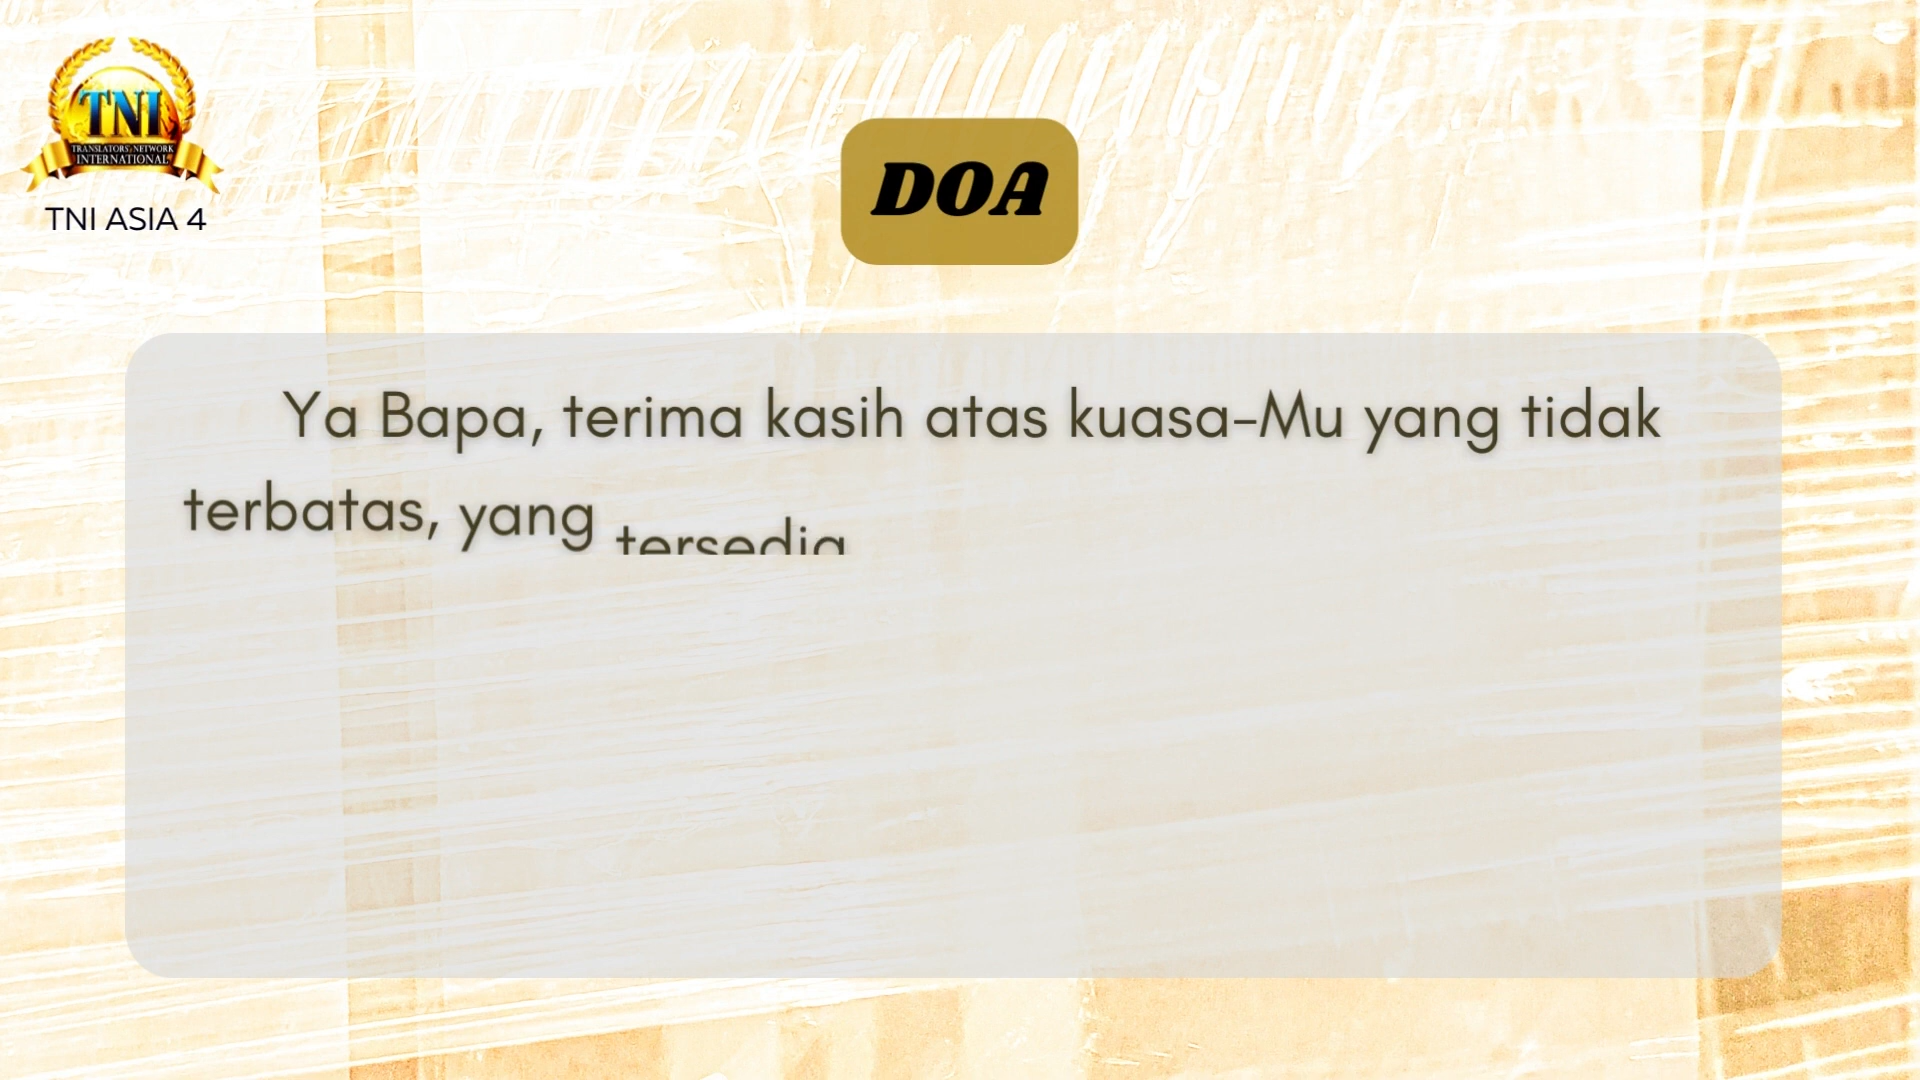 TNI
TRANSLATORS NETWORK
INTERNATIONAL
TNI ASIA 4
DOA
Ya Bapa, terima kasih atas kuasa-Mu yang tidak
terbatas, yang tersedia